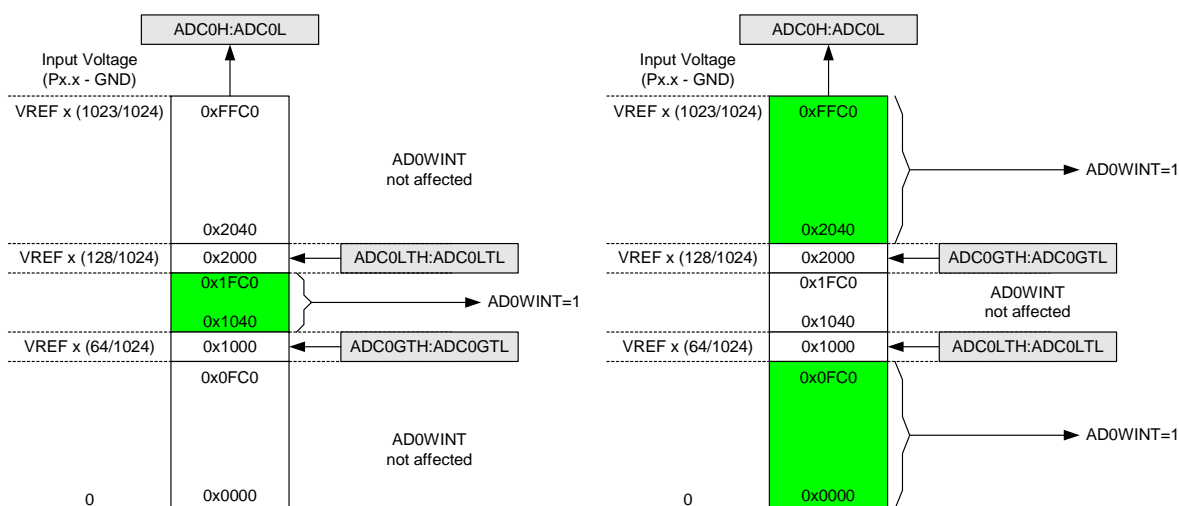 ADC0H:ADC0L
Input Voltage
(Px.x - GND)
VREF x (1023/1024)
0xFFC0
AD0WINT
not affected
0x2040
VREF x (128/1024)
0x2000
ADC0LTH:ADC0LTL
0x1FC0
AD0WINT=1
0x1040
VREF x (64/1024)
0x1000
ADC0GTH:ADC0GTL
0x0FC0
AD0WINT
not affected
0
0x0000
ADC0H:ADC0L
Input Voltage
(Px.x - GND)
VREF x (1023/1024)
0xFFC0
AD0WINT=1
0x2040
VREF x (128/1024)
0x2000
ADC0GTH:ADC0GTL
0x1FC0
AD0WINT
not affected
0x1040
VREF x (64/1024)
0x1000
ADC0LTH:ADC0LTL
0x0FC0
AD0WINT=1
0
0x0000